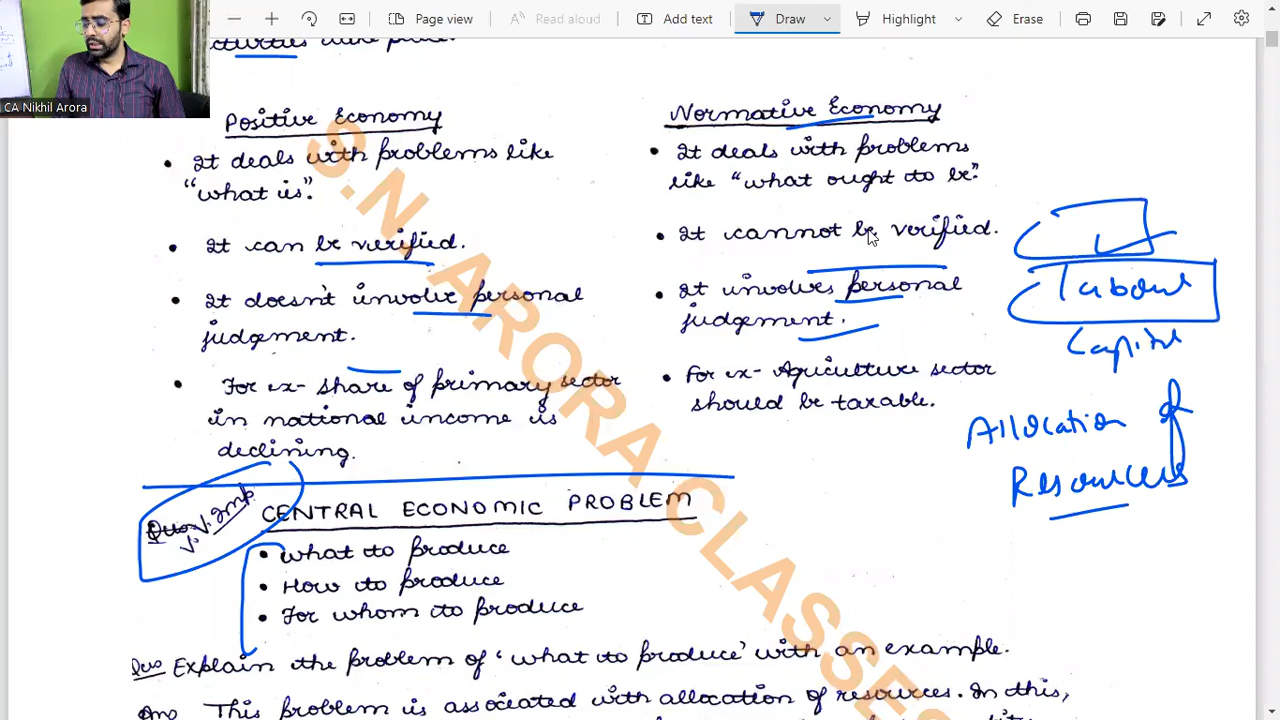 Page view
Read aloud
Add text
Draw
Highlight
Erase
CA Nikhil Arora
Positive Economy
• It deals with problems like
"what is".
• It can be verified.
• It doesn't involve personal
judgement.
• For ex- share of primary sector
in national income is
declining.
Normative Economy
• It deals with problems
like "what ought to be."
• It cannot be verified.
• It involves personal
judgement.
• For ex- Agriculture sector
should be taxable.
Labour
Capital
Allocation of
Resources
V.V.Imp
CENTRAL ECONOMIC PROBLEM
• What to produce
• How to produce
• For whom to produce
Ques Explain the problem of 'what to produce' with an example.
Ans This problem is associated with allocation of resources. In this,
S.N. ARORA CLASSES